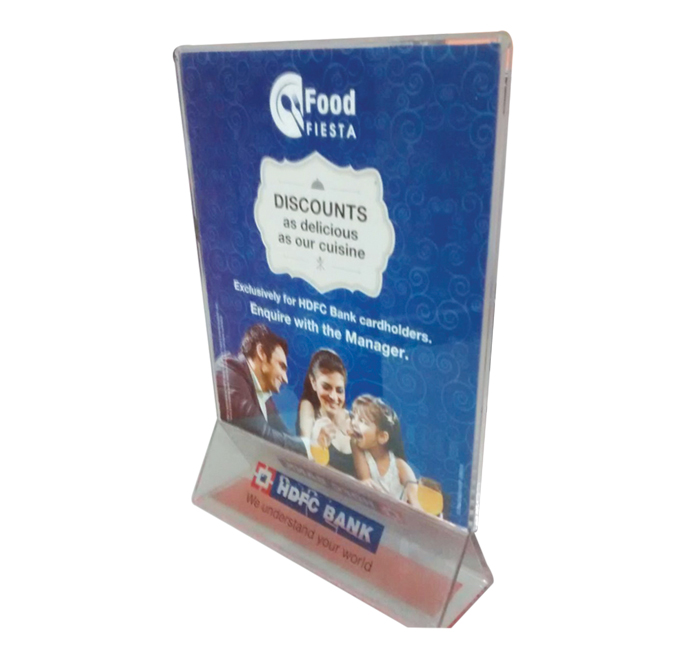 Food
FIESTA
DISCOUNTS
as delicious
as our cuisine
Exclusively for HDFC Bank cardholders.
Enquire with the Manager.
HDFC BANK
We understand your world